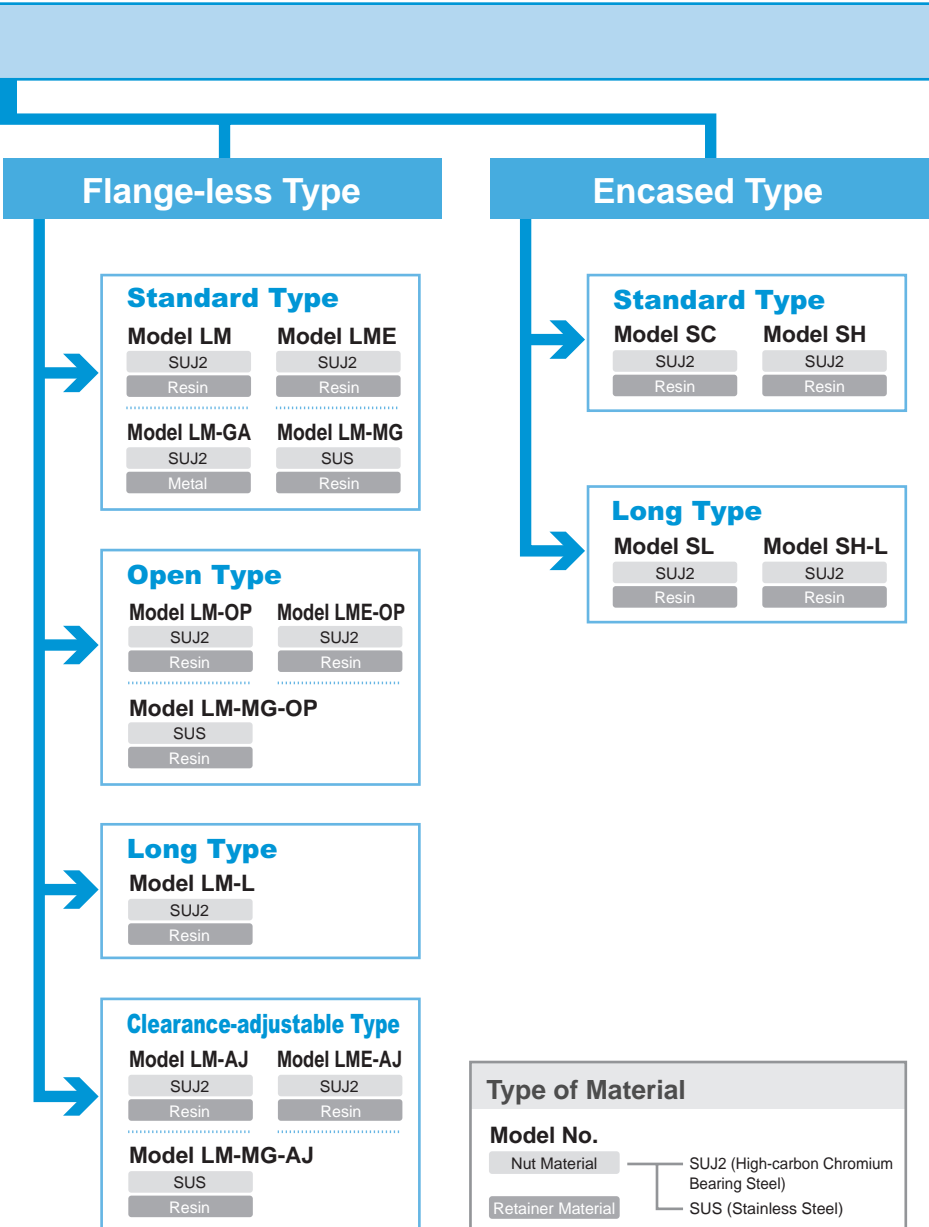 Flange-less Type
Standard Type
Model LM Model LME
SUJ2 SUJ2
Resin Resin
Model LM-GA Model LM-MG
SUJ2 SUS
Metal Resin
Open Type
Model LM-OP Model LME-OP
SUJ2 SUJ2
Resin Resin
Model LM-MG-OP
SUS
Resin
Long Type
Model LM-L
SUJ2
Resin
Clearance-adjustable Type
Model LM-AJ Model LME-AJ
SUJ2 SUJ2
Resin Resin
Model LM-MG-AJ
SUS
Resin
Encased Type
Standard Type
Model SC Model SH
SUJ2 SUJ2
Resin Resin
Long Type
Model SL Model SH-L
SUJ2 SUJ2
Resin Resin
Type of Material
Model No.
Nut Material SUJ2 (High-carbon Chromium
Bearing Steel)
Retainer Material SUS (Stainless Steel)